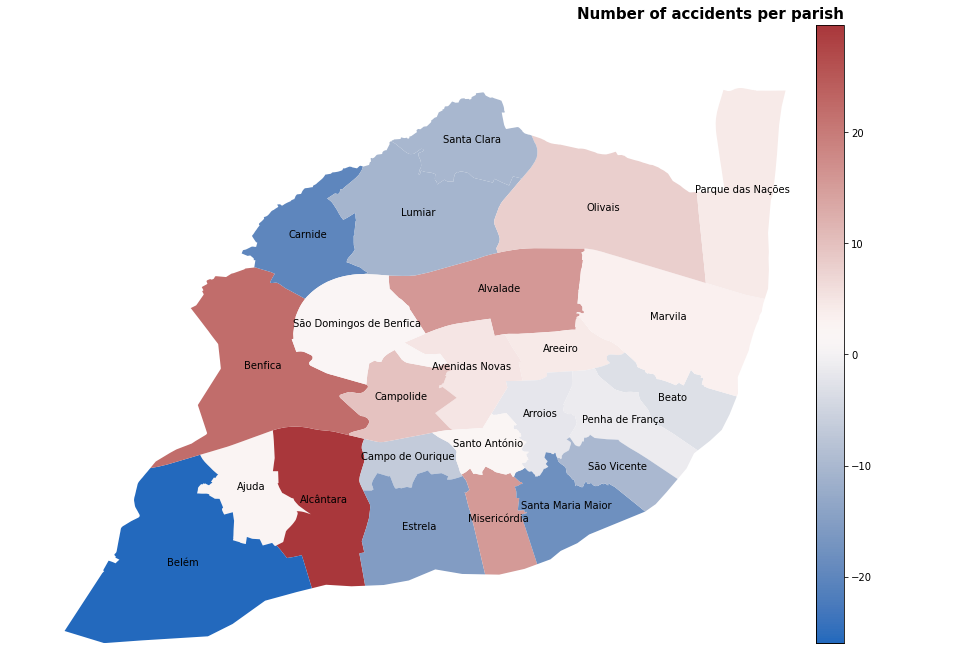 Number of accidents per parish
Santa Clara
Parque das Nações
Lumiar
Olivais
Carnide
Alvalade
Marvila
São Domingos de Benfica
Areeiro
Benfica
Avenidas Novas
Campolide
Beato
Arroios
Penha de França
Santo António
Campo de Ourique
São Vicente
Ajuda
Alcântara
Santa Maria Maior
Misericórdia
Estrela
Belém
20
10
0
−10
−20